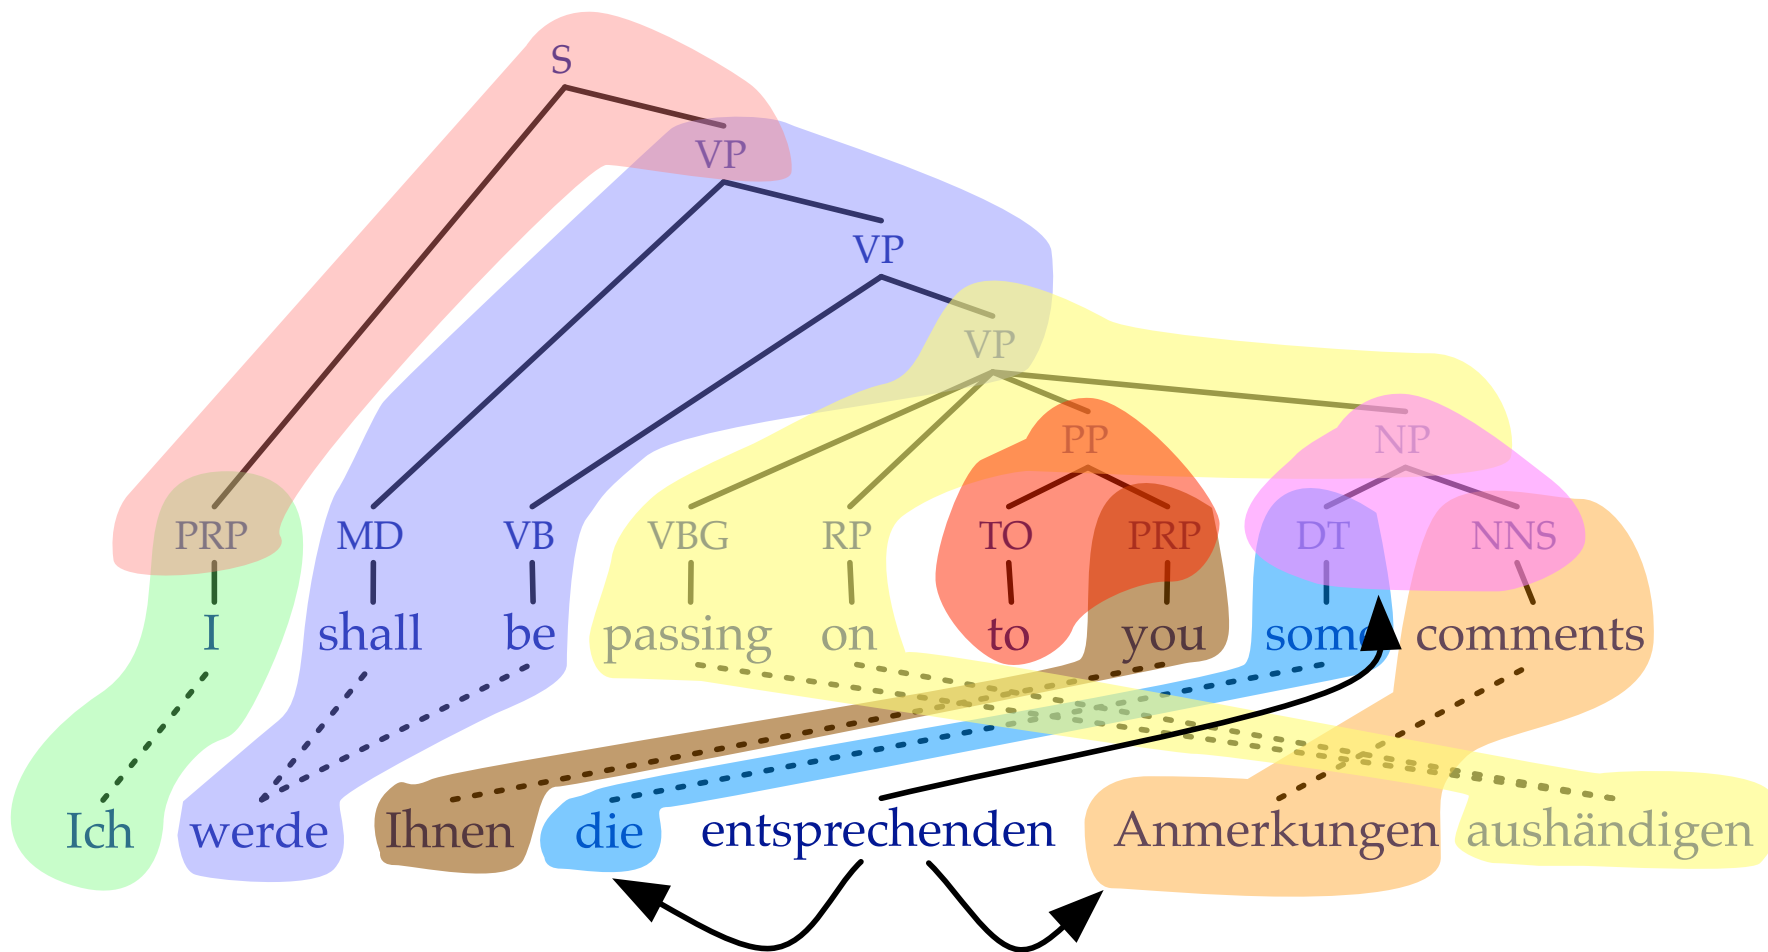 S
VP
VP
VP
PP NP
PRP MD VB VBG RP TO PRP DT NNS
I shall be passing on to you some comments
Ich werde Ihnen die entsprechenden Anmerkungen aushändigen